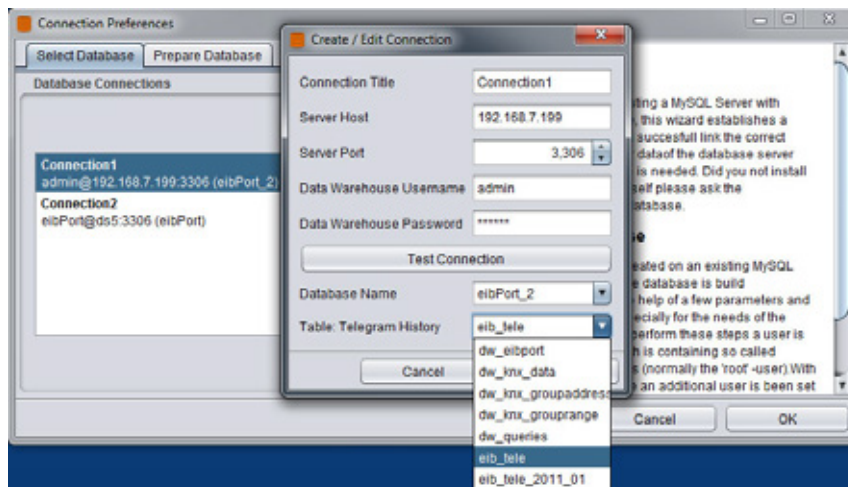 Connection Preferences
Select Database
Prepare Database
Database Connections
Connection1
admin@192.168.7.199:3306 (eibPort_2)
Connection2
eibPort@ds5:3306 (eibPort)
Create / Edit Connection
Connection Title
Connection1
Server Host
192.168.7.199
Server Port
3,306
Data Warehouse Username
admin
Data Warehouse Password
******
Test Connection
Database Name
eibPort_2
Table: Telegram History
eib_tele
dw_eibport
dw_knx_data
dw_knx_groupaddress
dw_knx_grouprange
dw_queries
eib_tele
eib_tele_2011_01
Cancel
a MySQL Server with
, this wizard establishes a
succesfull link the correct
dataof the database server
is needed. Did you not install
please ask the
on an existing MySQL
database is build
help of a few parameters and
for the needs of the
perform these steps a user is
is containing so called
(normally the 'root' -user).With
an additional user is been set
Cancel
OK